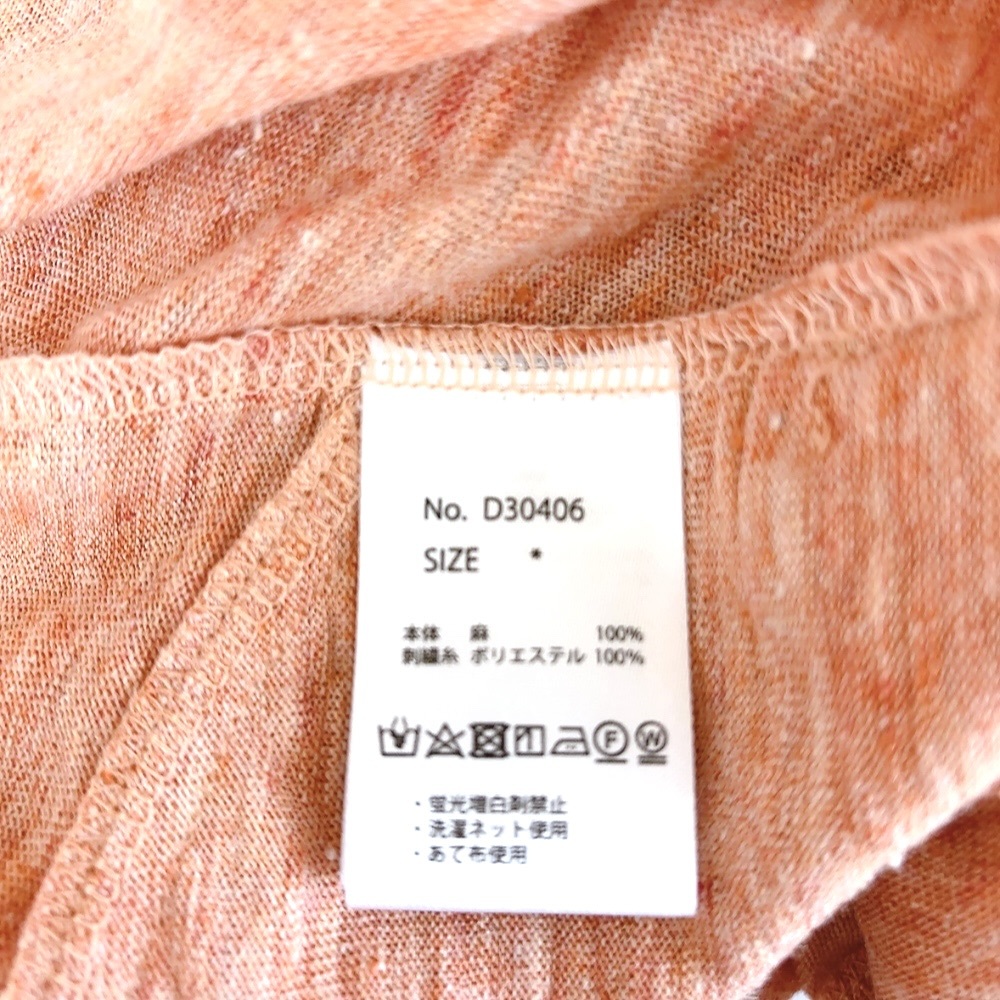 No. D30406
SIZE *
本体 麻 100%
刺繍糸 ポリエステル 100%
F W
・蛍光増白剤禁止
・洗濯ネット使用
・あて布使用